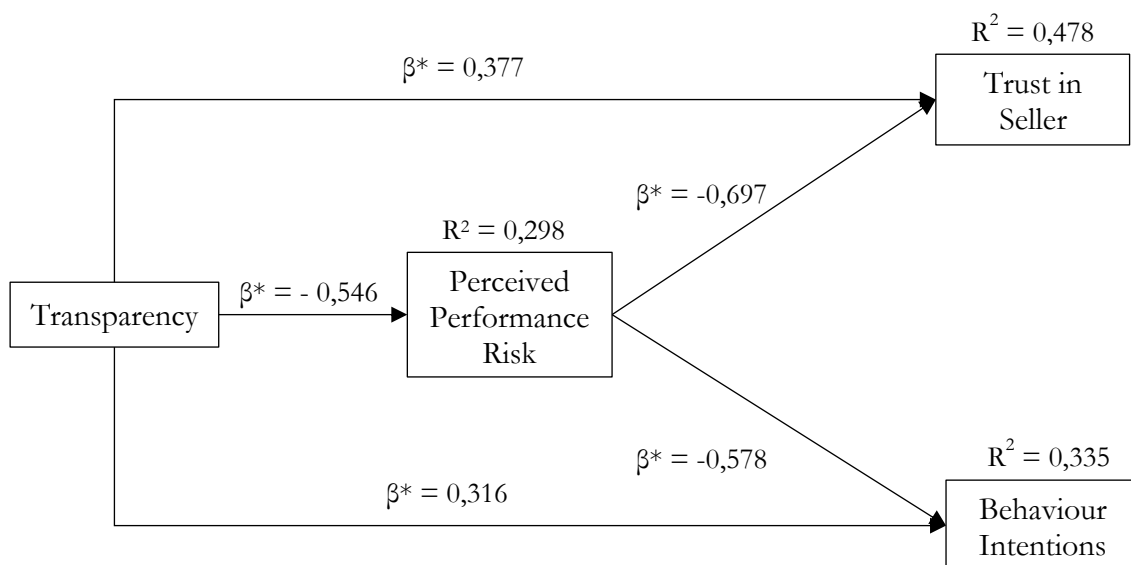 R² = 0,478
β* = 0,377
Trust in
Seller
β* = -0,697
R² = 0,298
β* = - 0,546
Perceived
Performance
Risk
Transparency
β* = -0,578
R² = 0,335
β* = 0,316
Behaviour
Intentions